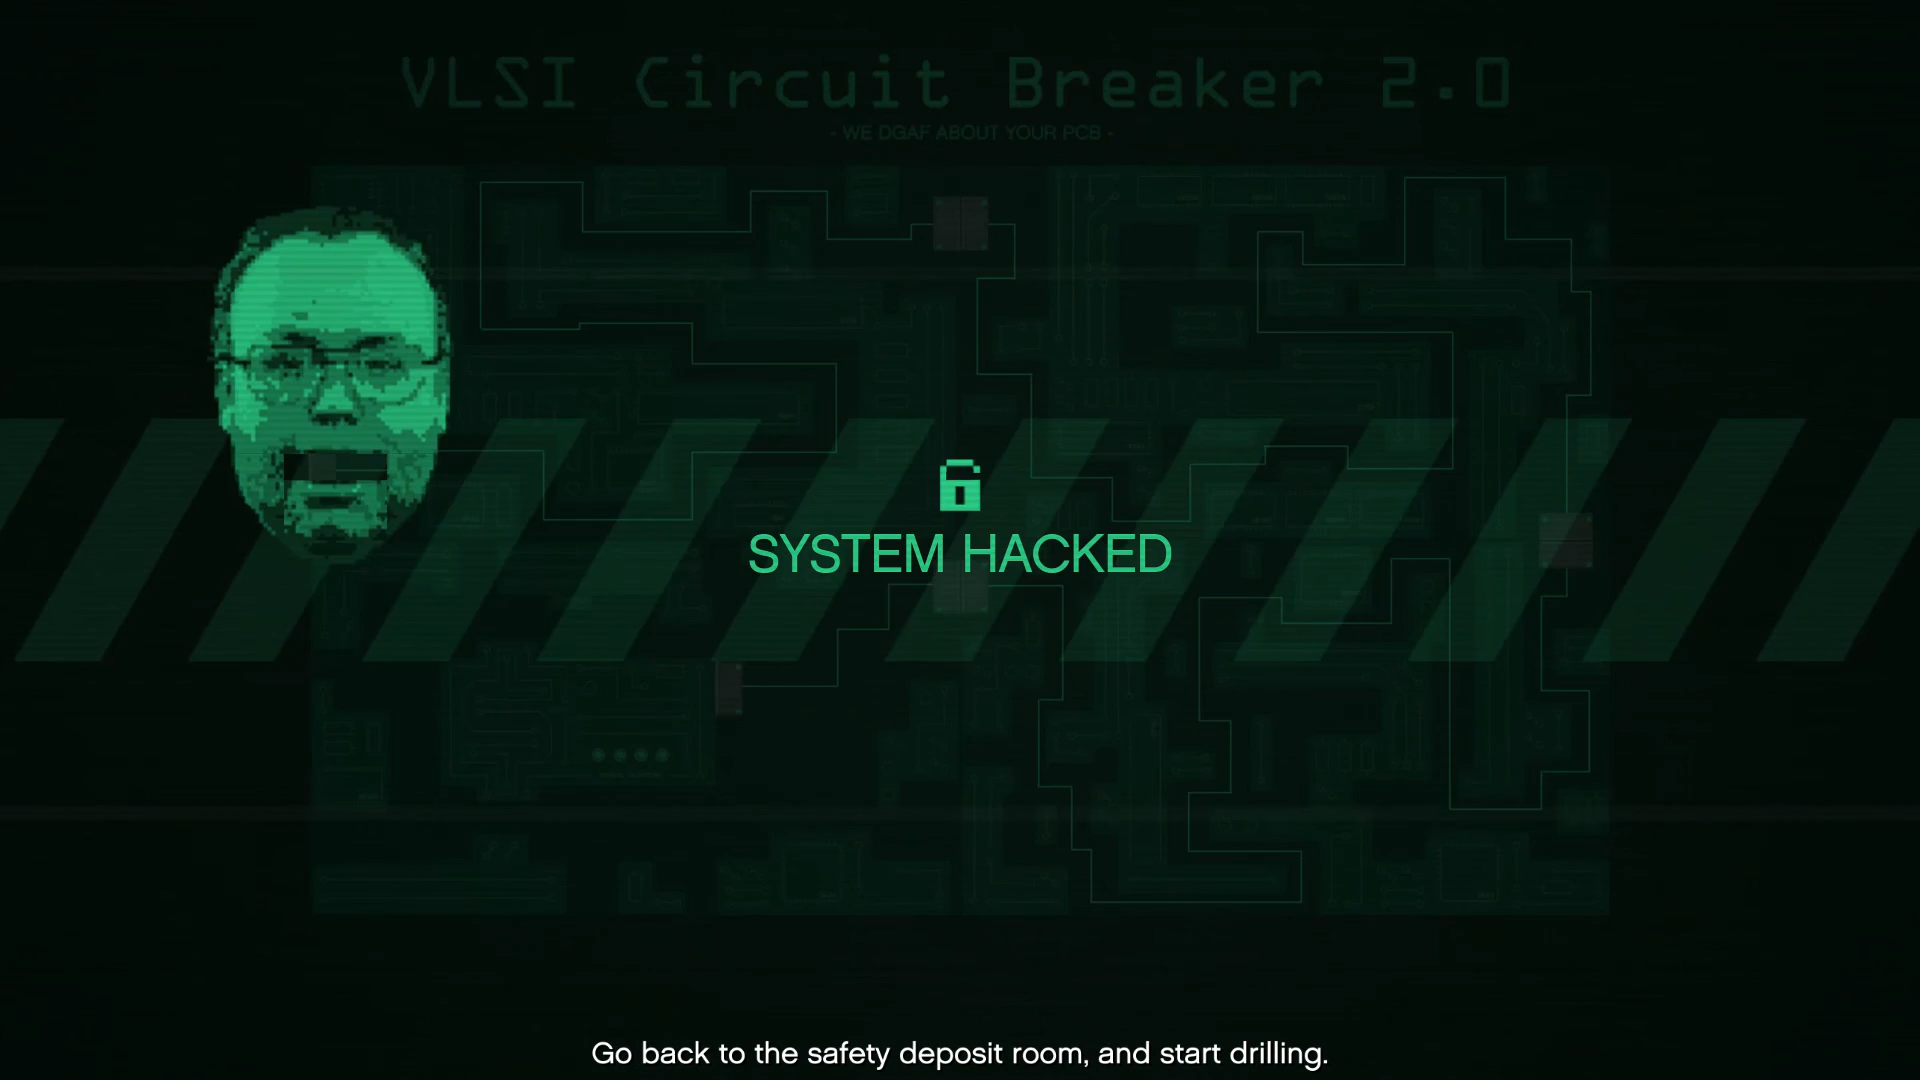 VLSI Circuit Breaker 2.0
- WE DGAF ABOUT YOUR PCB -
SYSTEM HACKED
Go back to the safety deposit room, and start drilling.